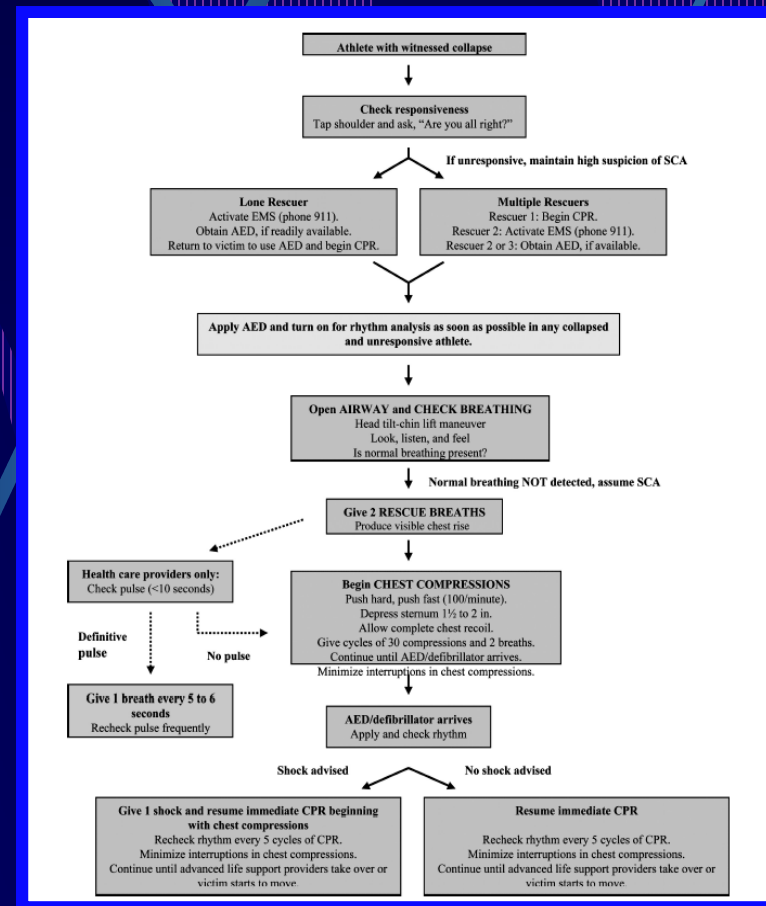 Athlete with witnessed collapse
Check responsiveness
Tap shoulder and ask, “Are you all right?”
If unresponsive, maintain high suspicion of SCA
Lone Rescuer
Activate EMS (phone 911).
Obtain AED, if readily available.
Return to victim to use AED and begin CPR.
Multiple Rescuers
Rescuer 1: Begin CPR.
Rescuer 2: Activate EMS (phone 911).
Rescuer 2 or 3: Obtain AED, if available.
Apply AED and turn on for rhythm analysis as soon as possible in any collapsed
and unresponsive athlete.
Open AIRWAY and CHECK BREATHING
Head tilt-chin lift maneuver
Look, listen, and feel
Is normal breathing present?
Normal breathing NOT detected, assume SCA
Give 2 RESCUE BREATHS
Produce visible chest rise
Health care providers only:
Check pulse (<10 seconds)
Definitive
pulse
No pulse
Give 1 breath every 5 to 6
seconds
Recheck pulse frequently
Begin CHEST COMPRESSIONS
Push hard, push fast (100/minute).
Depress sternum 1½ to 2 in.
Allow complete chest recoil.
Give cycles of 30 compressions and 2 breaths.
Continue until AED/defibrillator arrives.
Minimize interruptions in chest compressions.
AED/defibrillator arrives
Apply and check rhythm
Shock advised
No shock advised
Give 1 shock and resume immediate CPR beginning
with chest compressions
Recheck rhythm every 5 cycles of CPR.
Minimize interruptions in chest compressions.
Continue until advanced life support providers take over or
victim starts to move.
Resume immediate CPR
Recheck rhythm every 5 cycles of CPR.
Minimize interruptions in chest compressions.
Continue until advanced life support providers take over or
victim starts to move.